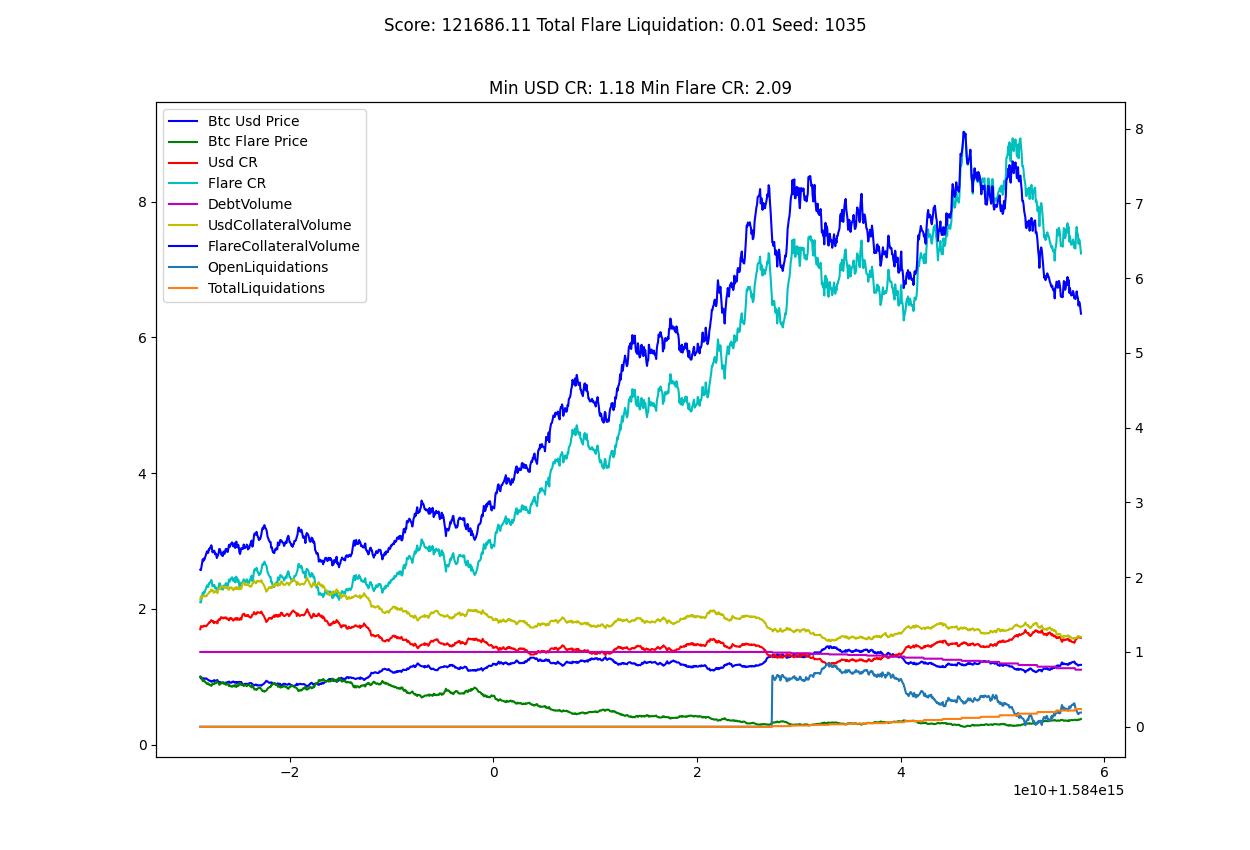 Score: 121686.11 Total Flare Liquidation: 0.01 Seed: 1035
Min USD CR: 1.18 Min Flare CR: 2.09
Btc Usd Price
Btc Flare Price
Usd CR
Flare CR
DebtVolume
UsdCollateralVolume
FlareCollateralVolume
OpenLiquidations
TotalLiquidations
8
6
4
2
0
8
7
6
5
4
3
2
1
0
−2
0
2
4
6
1e10+1.584e15